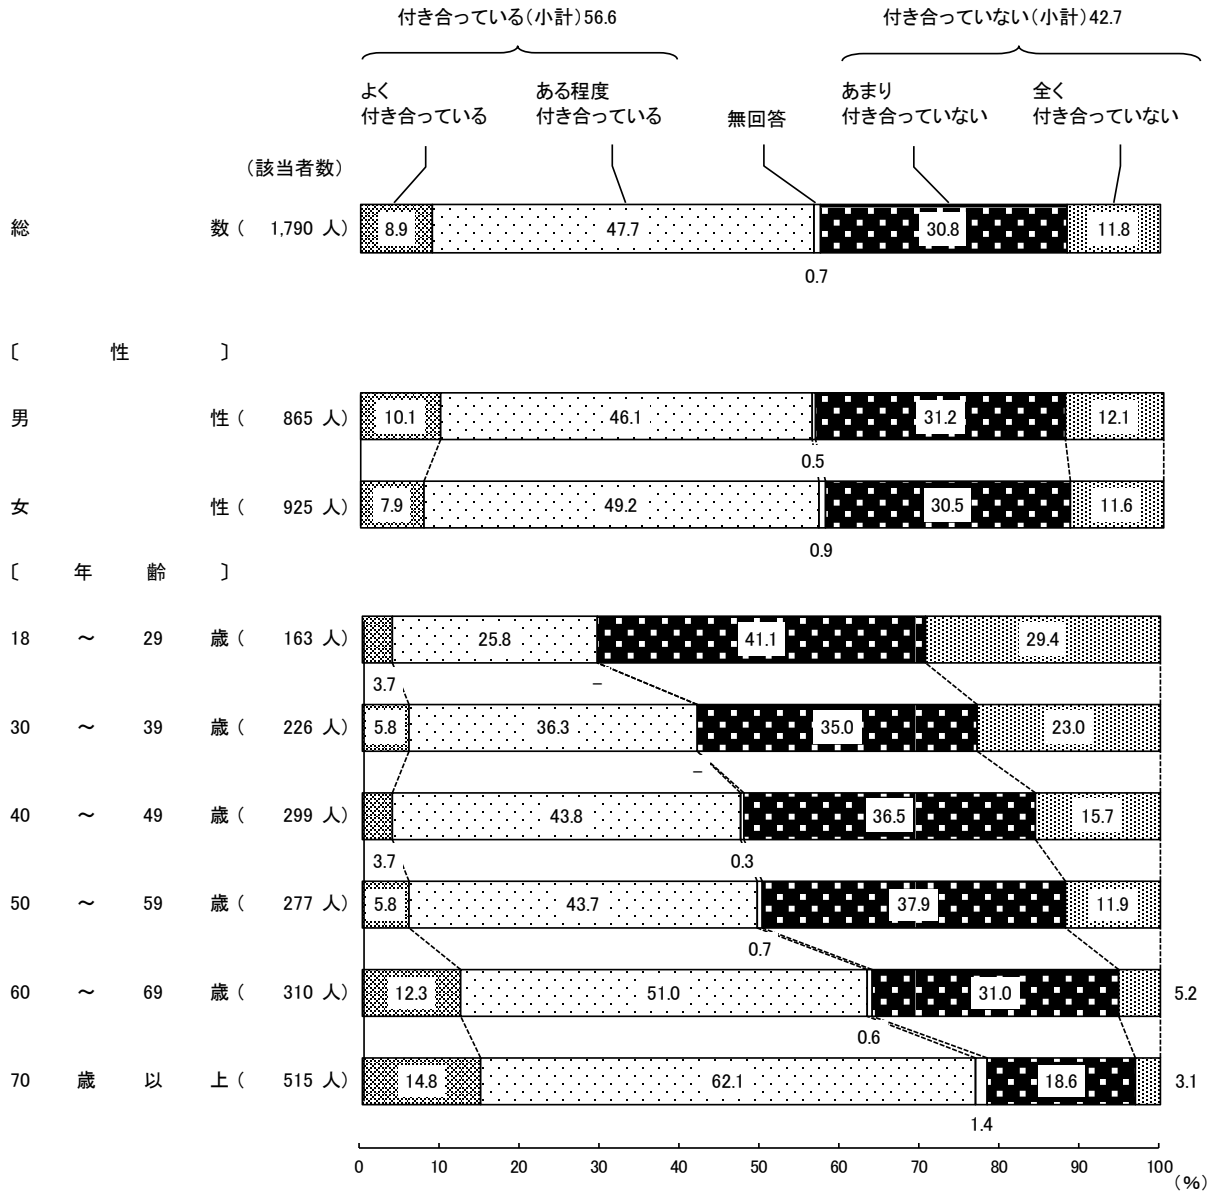 付き合っている（小計）56.6 付き合っていない（小計）42.7
よく
付き合っている
ある程度
付き合っている
無回答
あまり
付き合っていない
全く
付き合っていない
（該当者数）
総 数（ 1,790 人） 8.9 47.7 30.8 11.8
0.7
〔 性 〕
男 性（ 865 人） 10.1 46.1 31.2 12.1
0.5
女 性（ 925 人） 7.9 49.2 30.5 11.6
0.9
〔 年 齢 〕
18 ～ 29 歳（ 163 人） 25.8 41.1 29.4
3.7 −
30 ～ 39 歳（ 226 人） 5.8 36.3 35.0 23.0
−
40 ～ 49 歳（ 299 人） 43.8 36.5 15.7
3.7 0.3
50 ～ 59 歳（ 277 人） 5.8 43.7 37.9 11.9
0.7
60 ～ 69 歳（ 310 人） 12.3 51.0 31.0 5.2
0.6
70 歳 以 上（ 515 人） 14.8 62.1 18.6 3.1
1.4
0 10 20 30 40 50 60 70 80 90 100
（％）